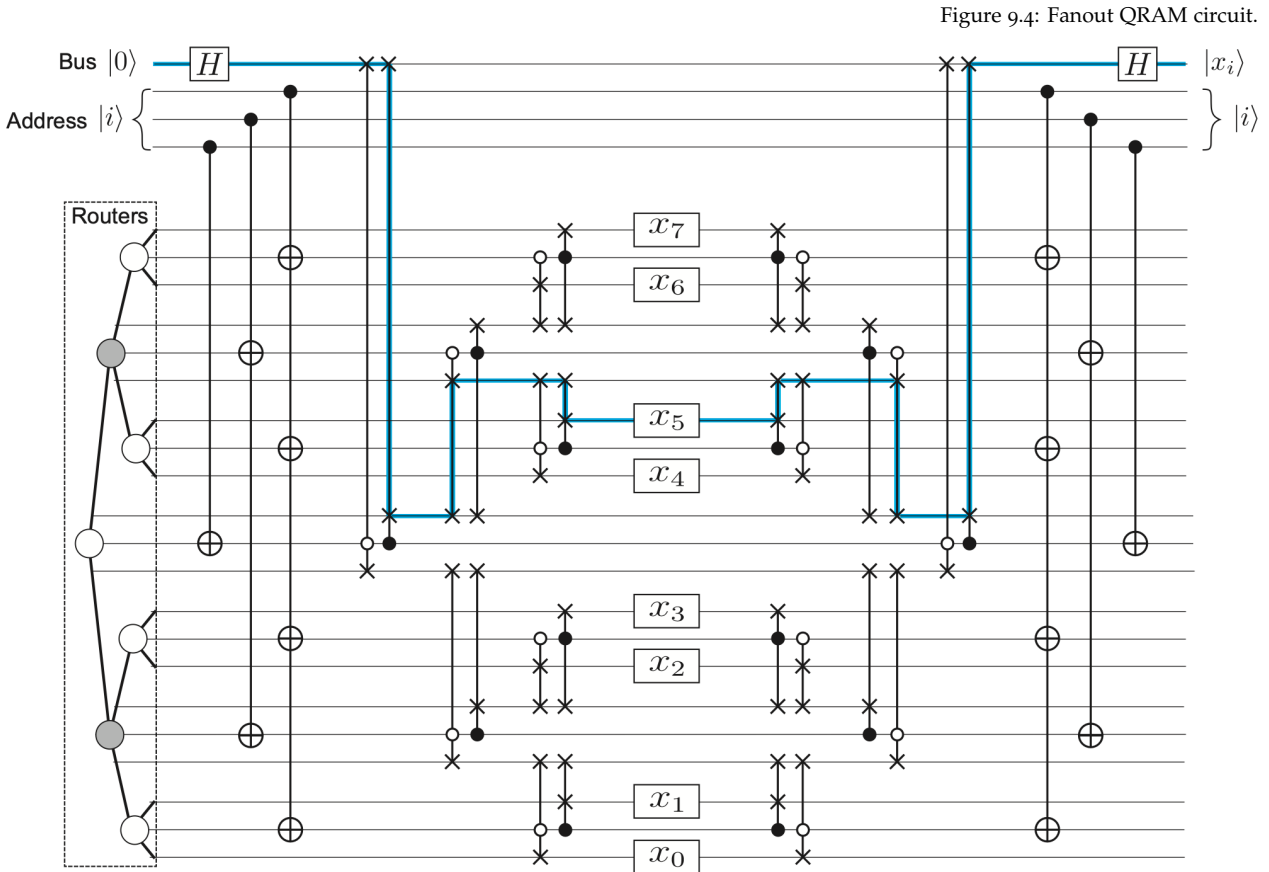 Figure 9.4: Fanout QRAM circuit.
Bus |0⟩ H H |x_i⟩
Address |i⟩ |i⟩
Routers
x_7
x_6
x_5
x_4
x_3
x_2
x_1
x_0